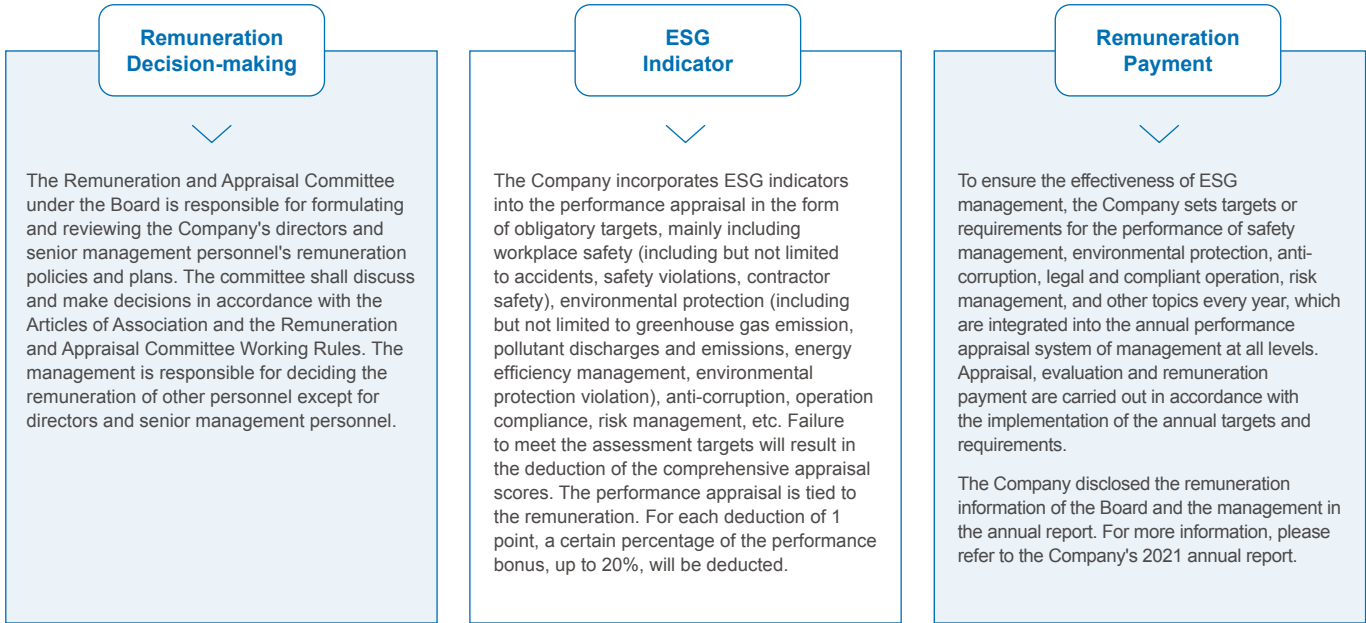 Remuneration
Decision-making
The Remuneration and Appraisal Committee
under the Board is responsible for formulating
and reviewing the Company's directors and
senior management personnel's remuneration
policies and plans. The committee shall discuss
and make decisions in accordance with the
Articles of Association and the Remuneration
and Appraisal Committee Working Rules. The
management is responsible for deciding the
remuneration of other personnel except for
directors and senior management personnel.
ESG
Indicator
The Company incorporates ESG indicators
into the performance appraisal in the form
of obligatory targets, mainly including
workplace safety (including but not limited
to accidents, safety violations, contractor
safety), environmental protection (including
but not limited to greenhouse gas emission,
pollutant discharges and emissions, energy
efficiency management, environmental
protection violation), anti-corruption, operation
compliance, risk management, etc. Failure
to meet the assessment targets will result in
the deduction of the comprehensive appraisal
scores. The performance appraisal is tied to
the remuneration. For each deduction of 1
point, a certain percentage of the performance
bonus, up to 20%, will be deducted.
Remuneration
Payment
To ensure the effectiveness of ESG
management, the Company sets targets or
requirements for the performance of safety
management, environmental protection, anti-
corruption, legal and compliant operation, risk
management, and other topics every year, which
are integrated into the annual performance
appraisal system of management at all levels.
Appraisal, evaluation and remuneration
payment are carried out in accordance with
the implementation of the annual targets and
requirements.
The Company disclosed the remuneration
information of the Board and the management in
the annual report. For more information, please
refer to the Company's 2021 annual report.